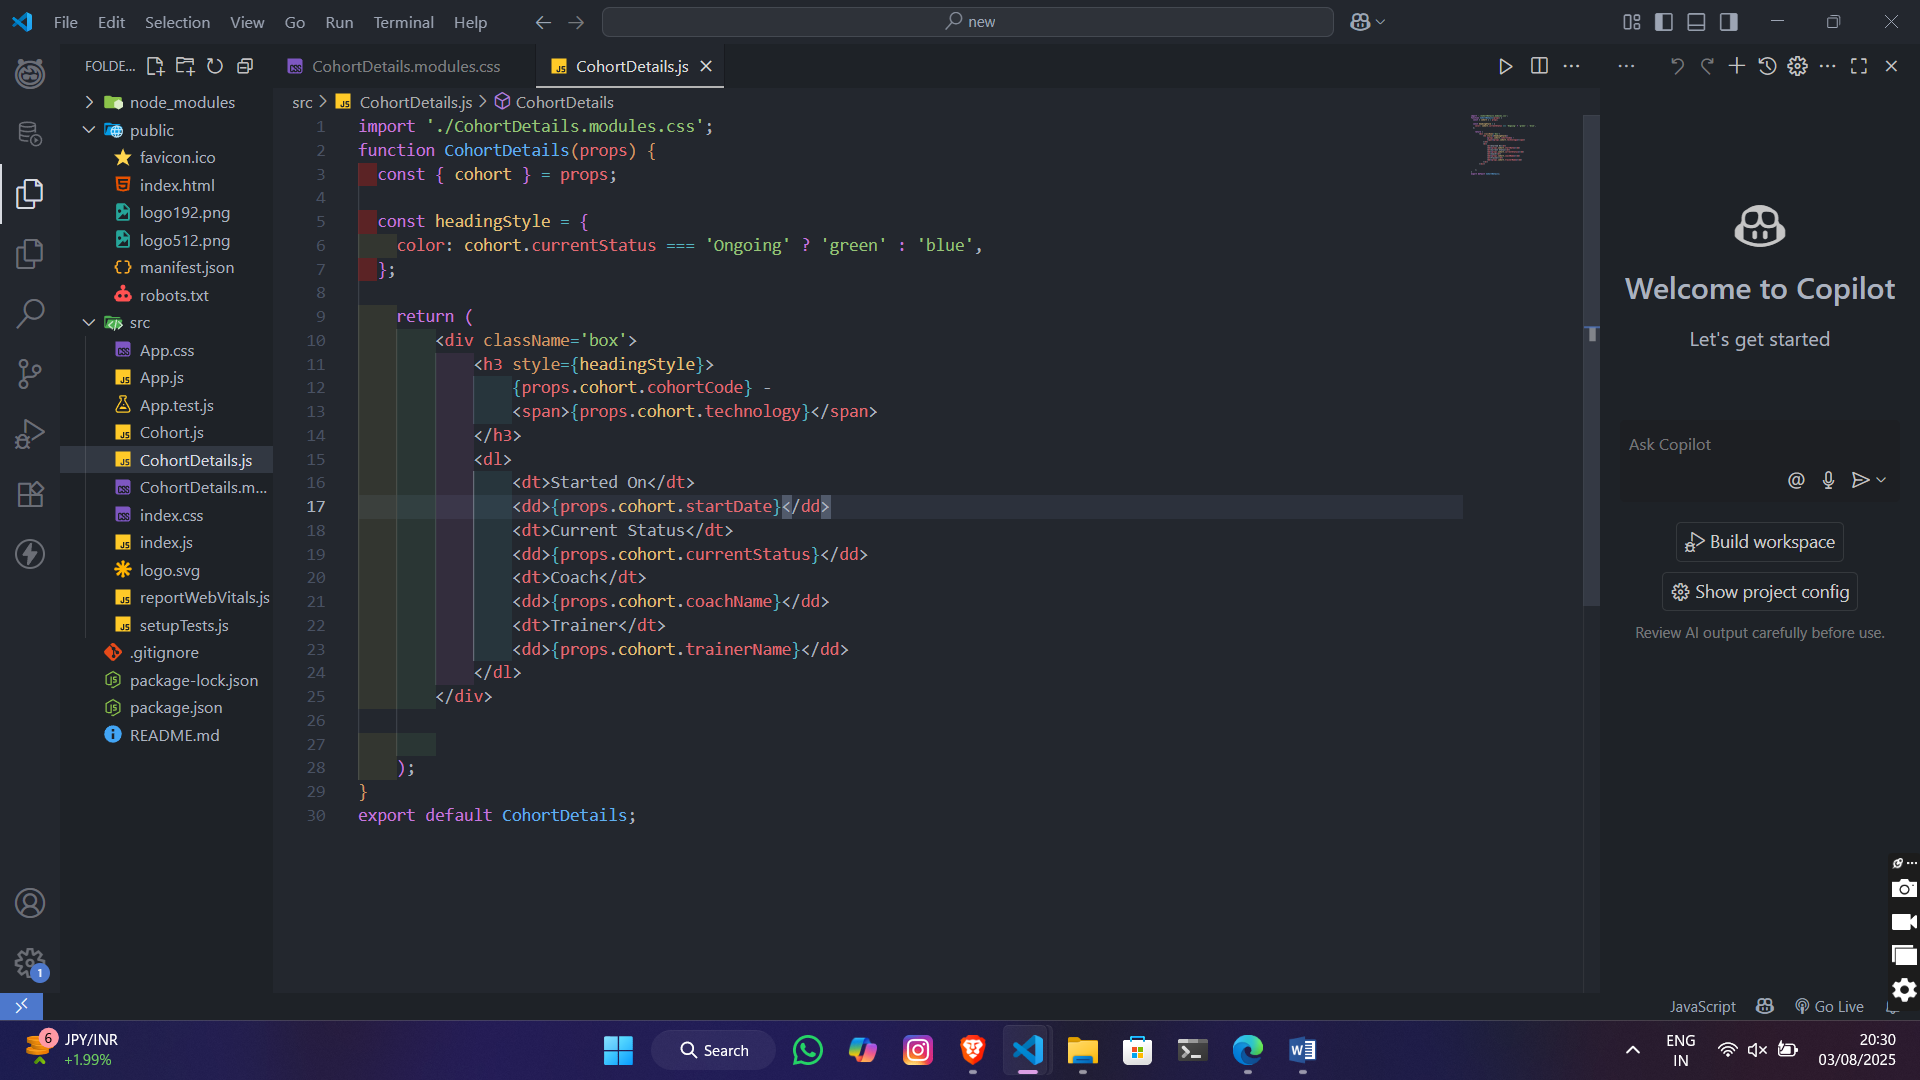 File Edit Selection View Go Run Terminal Help
new
FOLDE...
CohortDetails.modules.css
CohortDetails.js
node_modules
public
favicon.ico
index.html
logo192.png
logo512.png
manifest.json
robots.txt
src
App.css
App.js
App.test.js
Cohort.js
CohortDetails.js
CohortDetails.m...
index.css
index.js
logo.svg
reportWebVitals.js
setupTests.js
.gitignore
package-lock.json
package.json
README.md
src > CohortDetails.js > CohortDetails
1 import './CohortDetails.modules.css';
2 function CohortDetails(props) {
3 const { cohort } = props;
4
5 const headingStyle = {
6 color: cohort.currentStatus === 'Ongoing' ? 'green' : 'blue',
7 };
8
9 return (
10 <div className='box'>
11 <h3 style={headingStyle}>
12 {props.cohort.cohortCode} -
13 <span>{props.cohort.technology}</span>
14 </h3>
15 <dl>
16 <dt>Started On</dt>
17 <dd>{props.cohort.startDate}</dd>
18 <dt>Current Status</dt>
19 <dd>{props.cohort.currentStatus}</dd>
20 <dt>Coach</dt>
21 <dd>{props.cohort.coachName}</dd>
22 <dt>Trainer</dt>
23 <dd>{props.cohort.trainerName}</dd>
24 </dl>
25 </div>
26
27
28 );
29 }
30 export default CohortDetails;
Welcome to Copilot
Let's get started
Ask Copilot
Build workspace
Show project config
Review AI output carefully before use.
1
JavaScript
Go Live
6
JPY/INR
+1.99%
Search
ENG
IN
20:30
03/08/2025